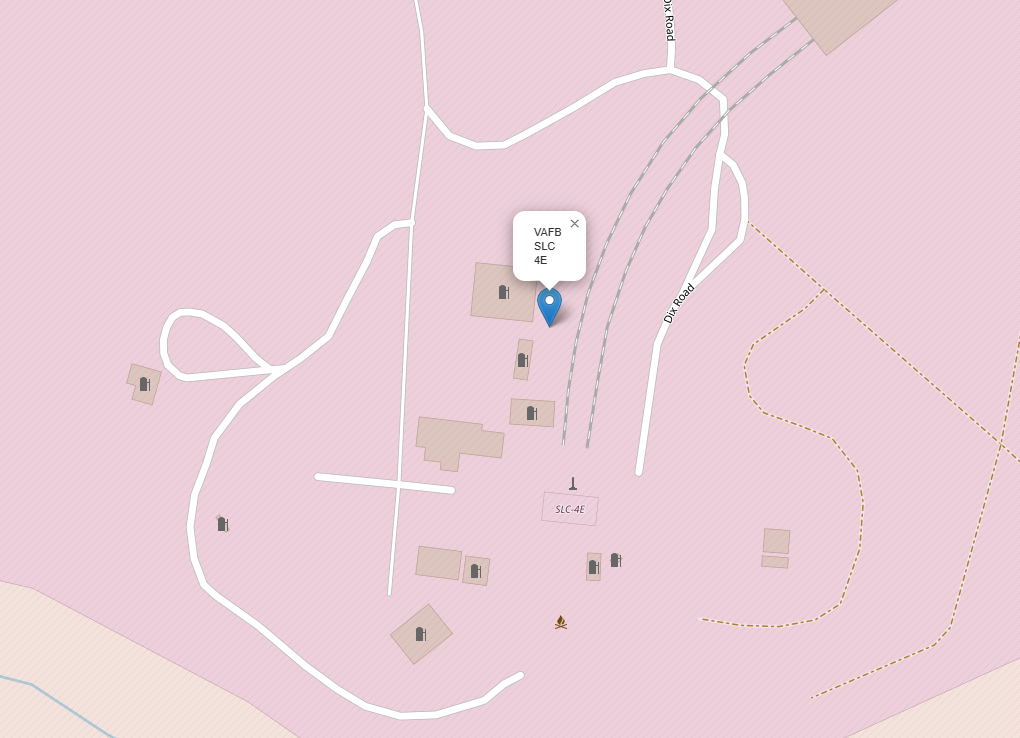 Dix Road
VAFB
SLC
4E
Dix Road
SLC-4E